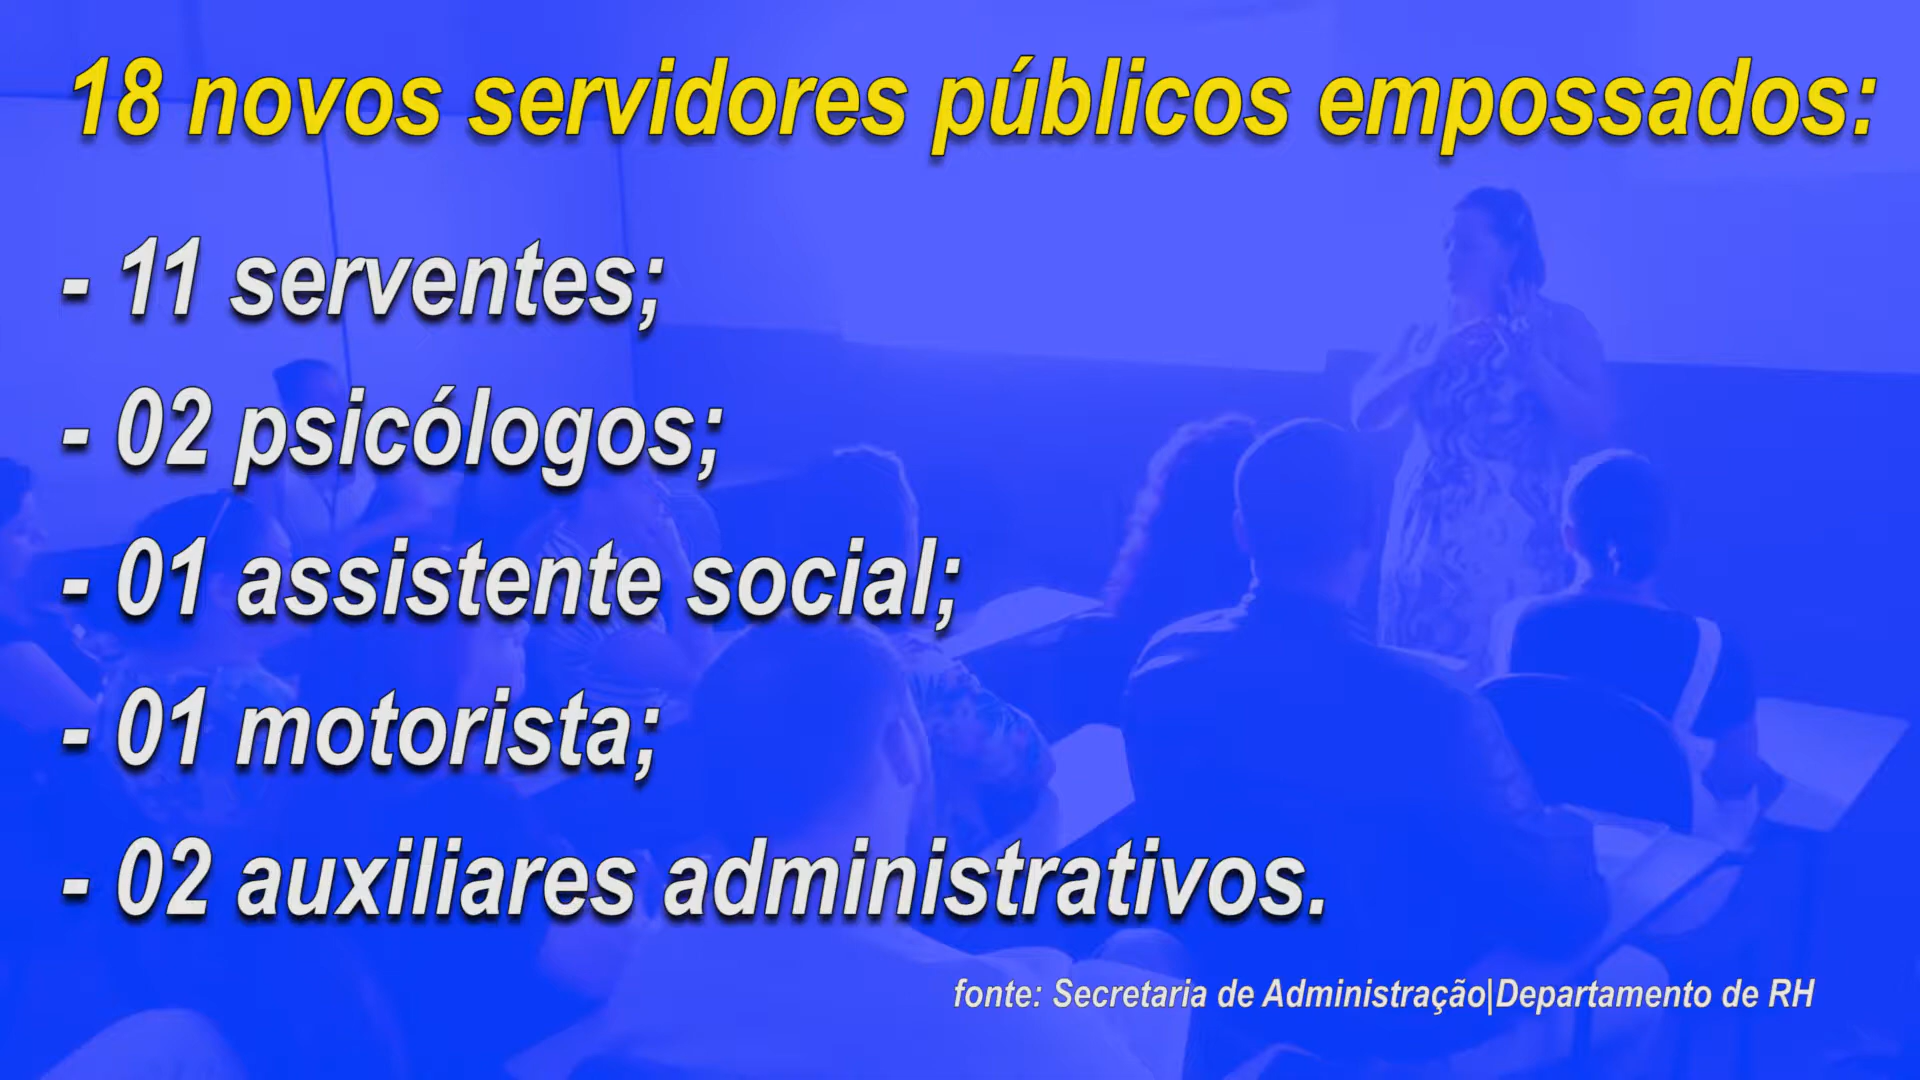 18 novos servidores públicos empossados:
- 11 serventes;
- 02 psicólogos;
- 01 assistente social;
- 01 motorista;
- 02 auxiliares administrativos.
fonte: Secretaria de Administração|Departamento de RH